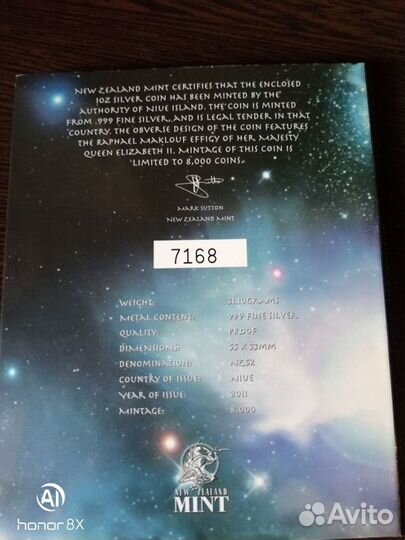 NEW ZEALAND MINT CERTIFIES THAT THE ENCLOSED
1OZ SILVER COIN HAS BEEN MINTED BY THE
AUTHORITY OF NIUE ISLAND. THE COIN IS MINTED
FROM .999 FINE SILVER, AND IS LEGAL TENDER IN THAT
COUNTRY. THE OBVERSE DESIGN OF THE COIN FEATURES
THE RAPHAEL MAKLOUF EFFIGY OF HER MAJESTY
QUEEN ELIZABETH II. MINTAGE OF THIS COIN IS
LIMITED TO 8,000 COINS.
MARK SUTTON
NEW ZEALAND MINT
7168
WEIGHT: 31.10GRAMS
METAL CONTENT: 999 FINE SILVER
QUALITY: PROOF
DIMENSIONS: 55 X 33MM
DENOMINATION: NZ$2
COUNTRY OF ISSUE: NIUE
YEAR OF ISSUE: 2011
MINTAGE: 8,000
NEW ZEALAND
MINT
AI
honor 8X
Avito